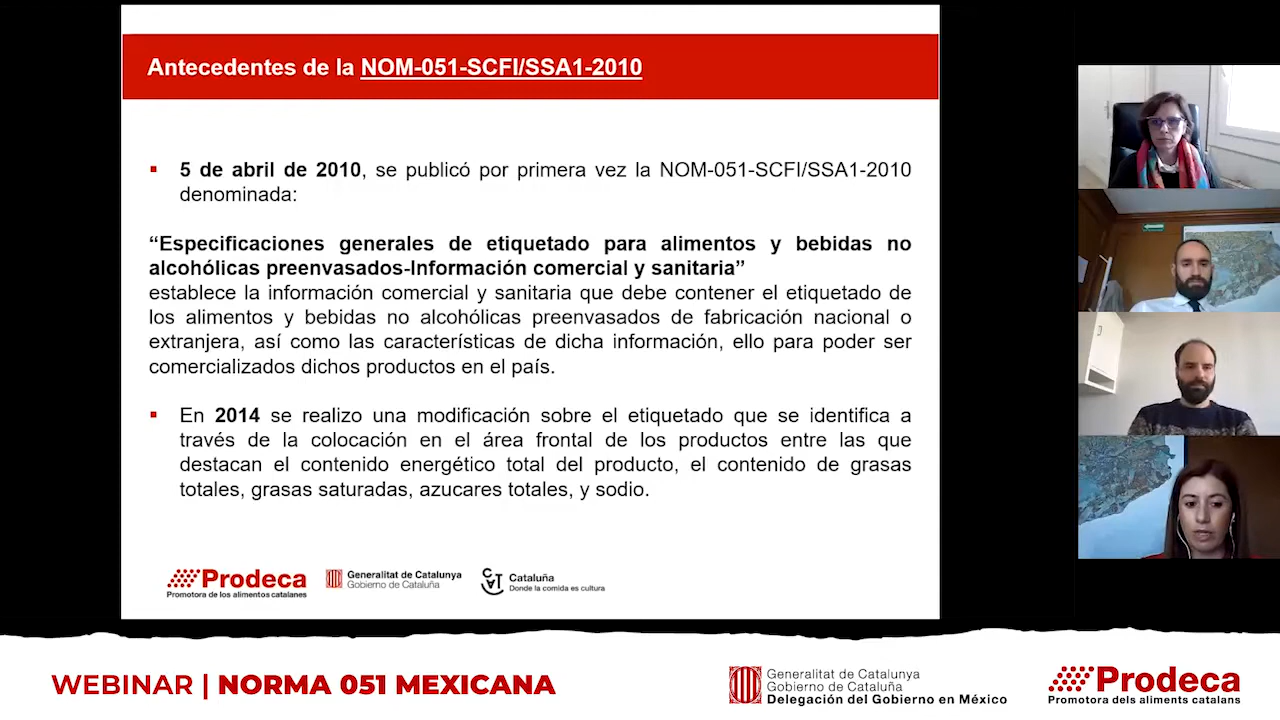 Antecedentes de la NOM-051-SCFI/SSA1-2010
▪ 5 de abril de 2010, se publicó por primera vez la NOM-051-SCFI/SSA1-2010
denominada:
“Especificaciones generales de etiquetado para alimentos y bebidas no
alcohólicas preenvasados-Información comercial y sanitaria”
establece la información comercial y sanitaria que debe contener el etiquetado de
los alimentos y bebidas no alcohólicas preenvasados de fabricación nacional o
extranjera, así como las características de dicha información, ello para poder ser
comercializados dichos productos en el país.
▪ En 2014 se realizo una modificación sobre el etiquetado que se identifica a
través de la colocación en el área frontal de los productos entre las que
destacan el contenido energético total del producto, el contenido de grasas
totales, grasas saturadas, azucares totales, y sodio.
Prodeca
Promotora de los alimentos catalanes
Generalitat de Catalunya
Gobierno de Cataluña
CAT
Cataluña
Donde la comida es cultura
WEBINAR | NORMA 051 MEXICANA
Generalitat de Catalunya
Gobierno de Cataluña
Delegación del Gobierno en México
Prodeca
Promotora dels aliments catalans